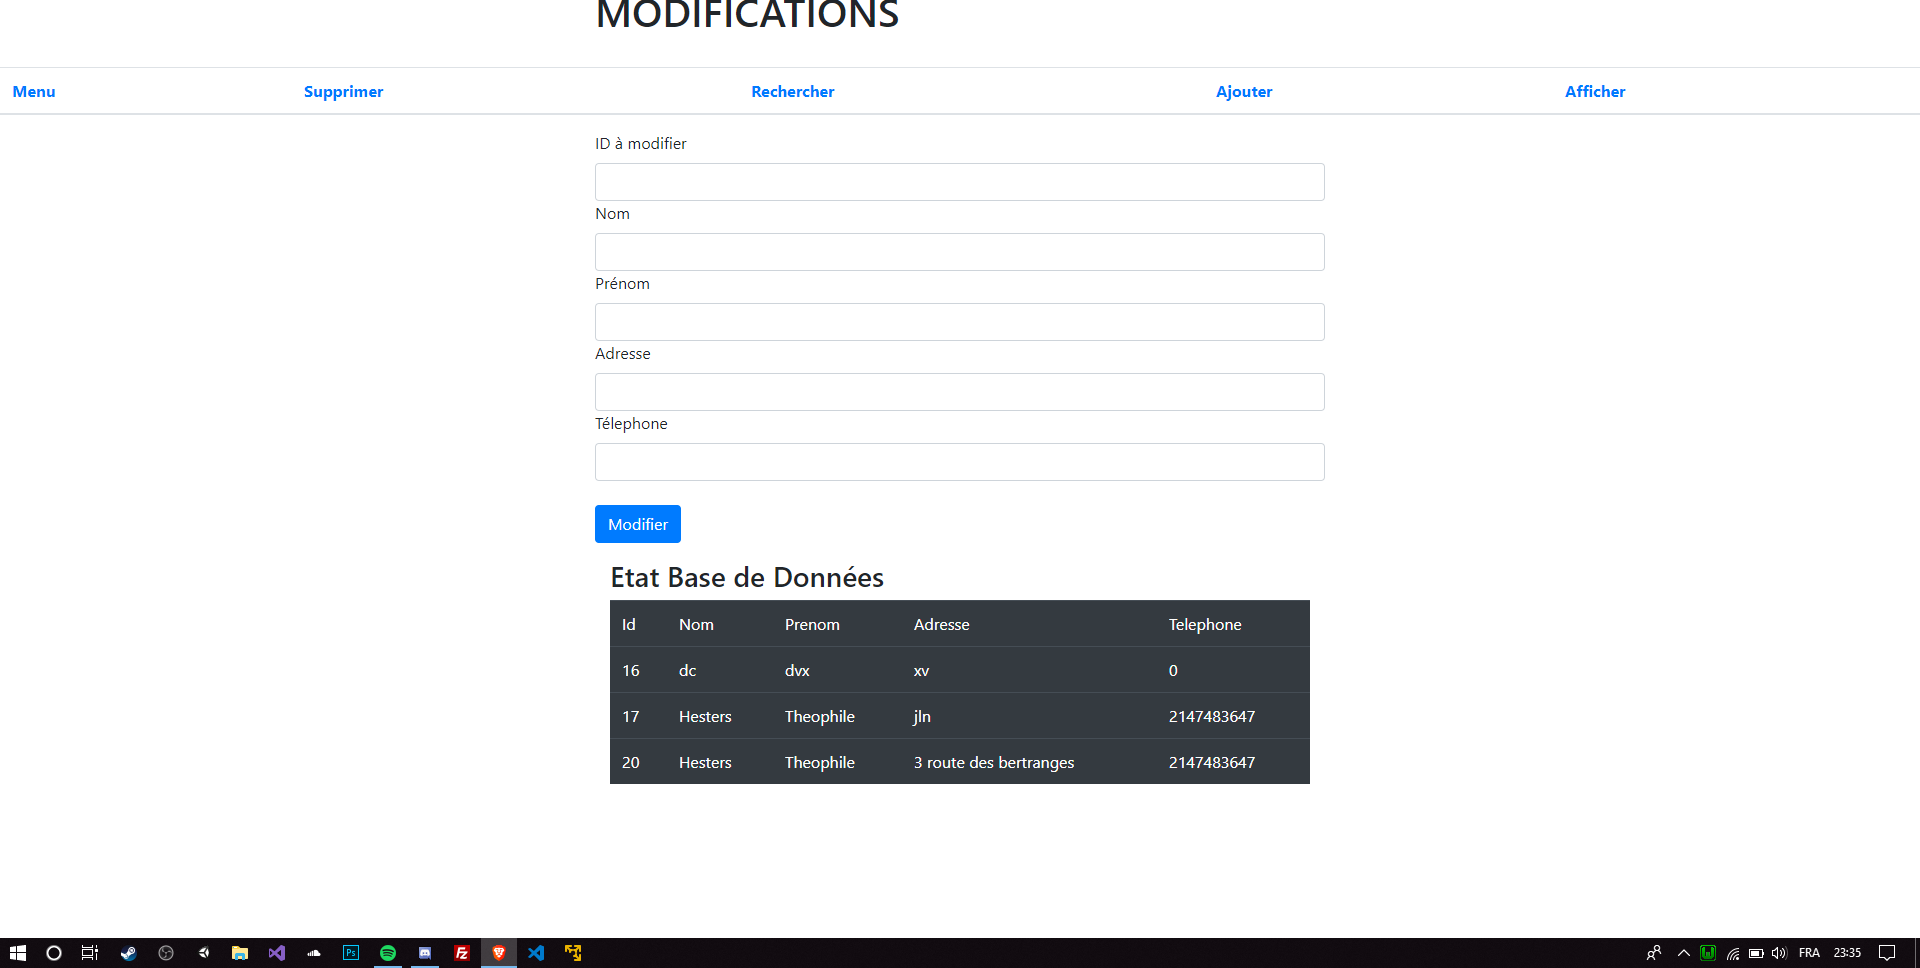 MODIFICATIONS
Menu Supprimer Rechercher Ajouter Afficher
ID à modifier
Nom
Prénom
Adresse
Télephone
Modifier
Etat Base de Données
Id Nom Prenom Adresse Telephone
16 dc dvx xv 0
17 Hesters Theophile jln 2147483647
20 Hesters Theophile 3 route des bertranges 2147483647
Ps Fz FRA 23:35